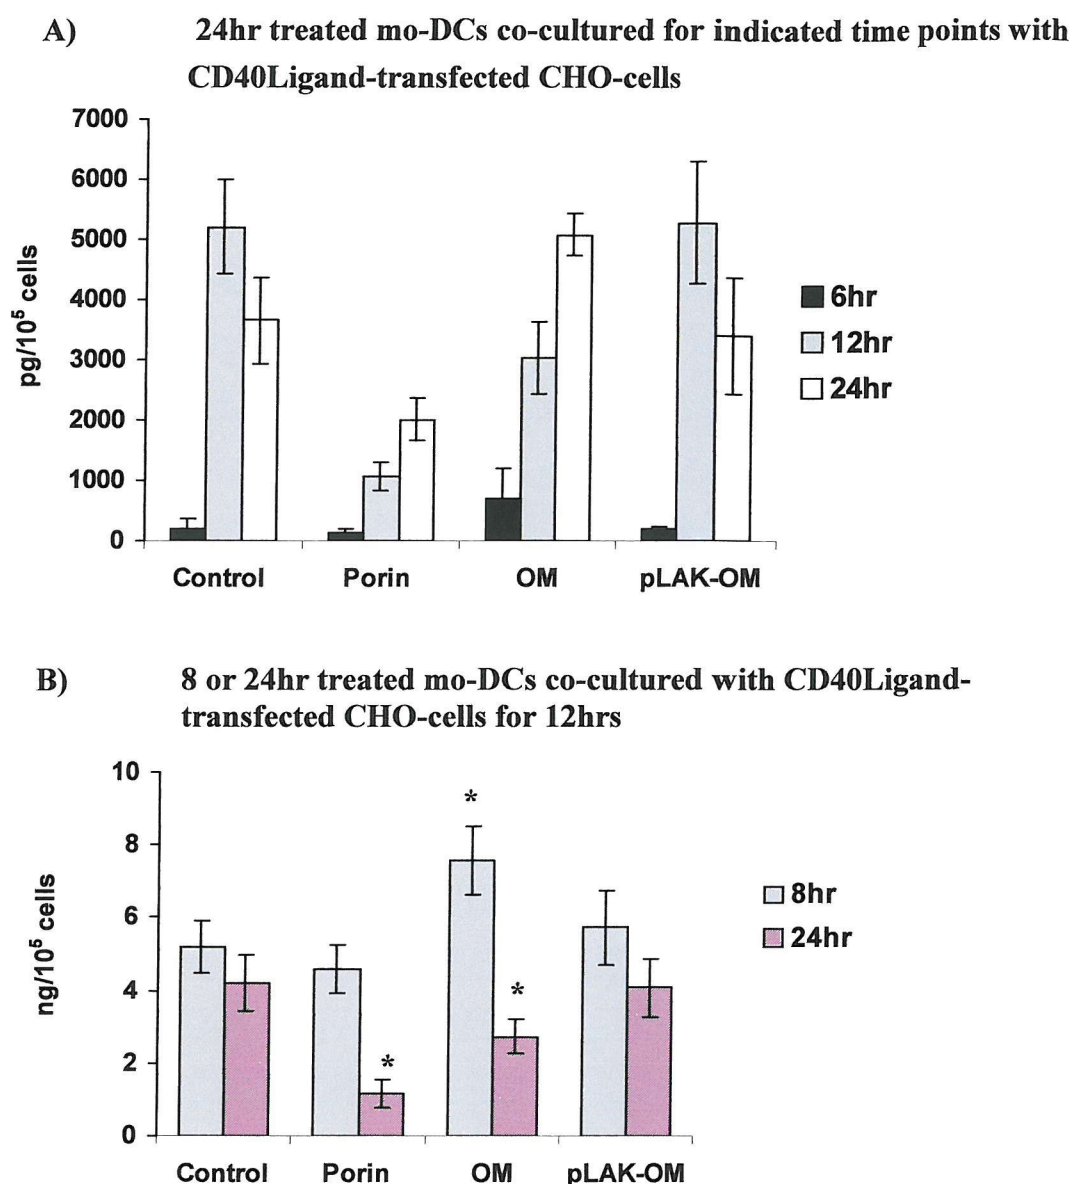 A) 24hr treated mo-DCs co-cultured for indicated time points with
CD40Ligand-transfected CHO-cells
7000
6000
5000
4000
3000
2000
1000
0
pg/10⁵ cells
Control Porin OM pLAK-OM
6hr
12hr
24hr
B) 8 or 24hr treated mo-DCs co-cultured with CD40Ligand-
transfected CHO-cells for 12hrs
10
8
6
4
2
0
ng/10⁵ cells
*
*
*
Control Porin OM pLAK-OM
8hr
24hr